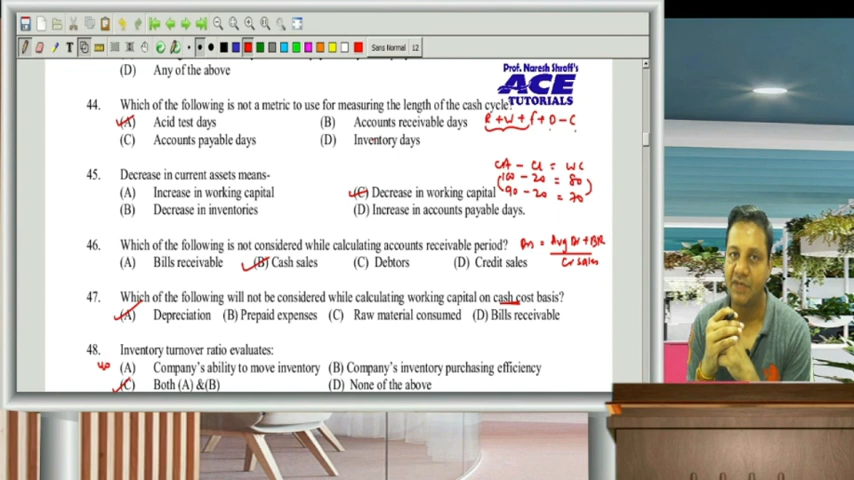 Sans Normal 12
(D) Any of the above
Prof. Naresh Shroff's
ACE
TUTORIALS
44. Which of the following is not a metric to use for measuring the length of the cash cycle?
(A) Acid test days (B) Accounts receivable days R + W + F + D - C
(C) Accounts payable days (D) Inventory days
CA - CL = WC
45. Decrease in current assets means-
100 - 20 = 80
(A) Increase in working capital (C) Decrease in working capital 90 - 20 = 70
(B) Decrease in inventories (D) Increase in accounts payable days.
46. Which of the following is not considered while calculating accounts receivable period? = Avg Dr + BR
(A) Bills receivable (B) Cash sales (C) Debtors (D) Credit sales Cr Sales
47. Which of the following will not be considered while calculating working capital on cash cost basis?
(A) Depreciation (B) Prepaid expenses (C) Raw material consumed (D) Bills receivable
48. Inventory turnover ratio evaluates:
(A) Company's ability to move inventory (B) Company's inventory purchasing efficiency
(C) Both (A) &(B) (D) None of the above